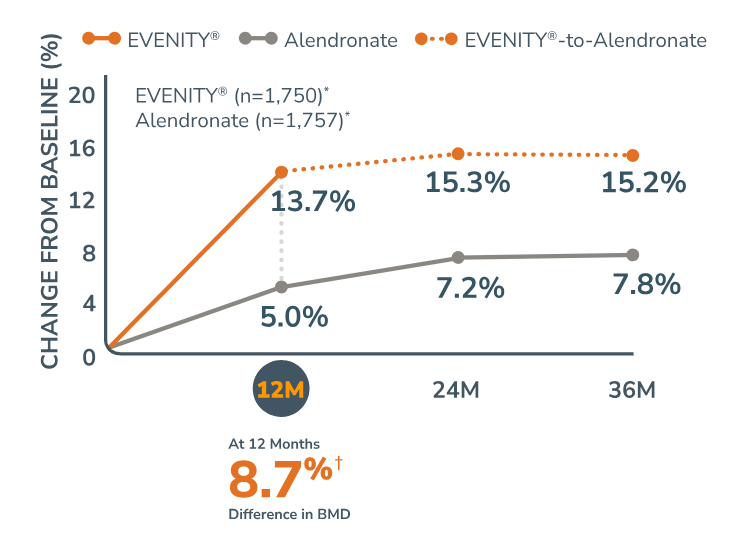 EVENITY® Alendronate EVENITY®-to-Alendronate
CHANGE FROM BASELINE (%)
EVENITY® (n=1,750)*
Alendronate (n=1,757)*
20
16
12
8
4
0
13.7%
15.3%
15.2%
5.0%
7.2%
7.8%
12M 24M 36M
At 12 Months
8.7%†
Difference in BMD